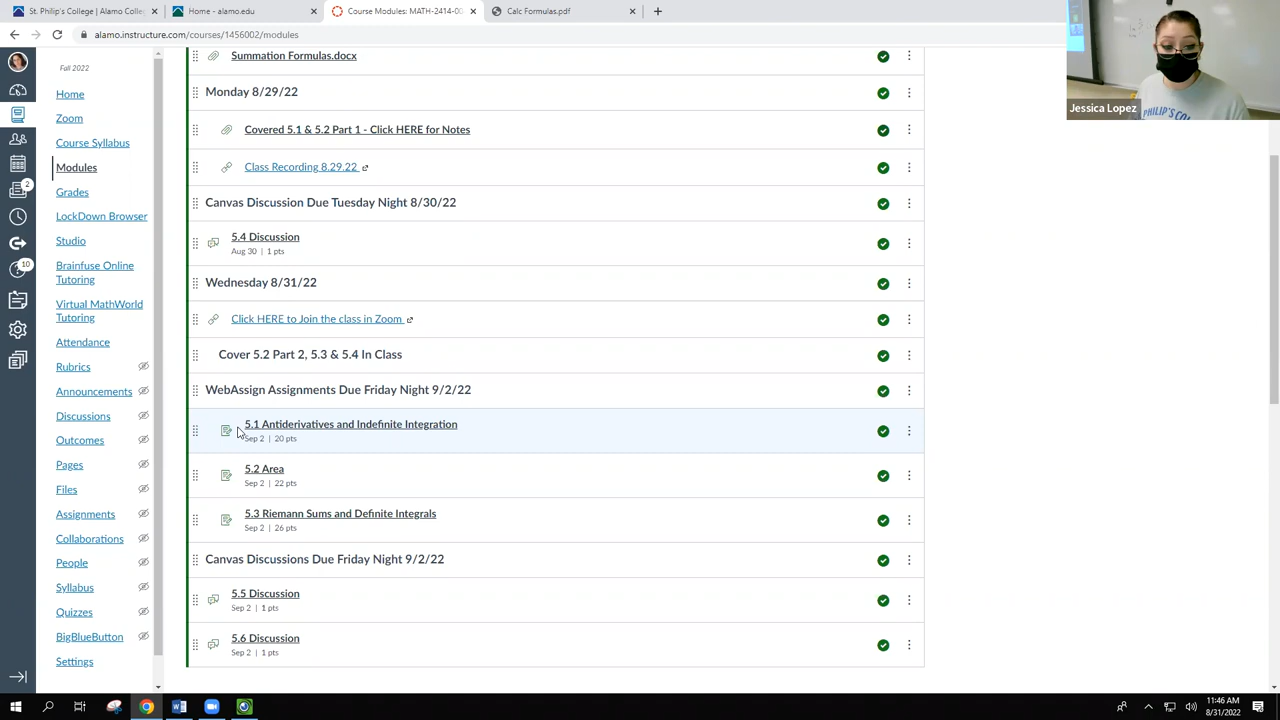 St. Philip's College
Home - Numerade
Course Modules: MATH-2414-00
Calc Formulas.pdf
alamo.instructure.com/courses/1456002/modules
Jessica Lopez
PHILIP'S CO
Fall 2022
Home
Zoom
Course Syllabus
Modules
Grades
LockDown Browser
Studio
Brainfuse Online
Tutoring
Virtual MathWorld
Tutoring
Attendance
Rubrics
Announcements
Discussions
Outcomes
Pages
Files
Assignments
Collaborations
People
Syllabus
Quizzes
BigBlueButton
Settings
2
10
Summation Formulas.docx
Monday 8/29/22
Covered 5.1 & 5.2 Part 1 - Click HERE for Notes
Class Recording 8.29.22
Canvas Discussion Due Tuesday Night 8/30/22
5.4 Discussion
Aug 30 | 1 pts
Wednesday 8/31/22
Click HERE to Join the class in Zoom
Cover 5.2 Part 2, 5.3 & 5.4 In Class
WebAssign Assignments Due Friday Night 9/2/22
5.1 Antiderivatives and Indefinite Integration
Sep 2 | 20 pts
5.2 Area
Sep 2 | 22 pts
5.3 Riemann Sums and Definite Integrals
Sep 2 | 26 pts
Canvas Discussions Due Friday Night 9/2/22
5.5 Discussion
Sep 2 | 1 pts
5.6 Discussion
Sep 2 | 1 pts
11:46 AM
8/31/2022